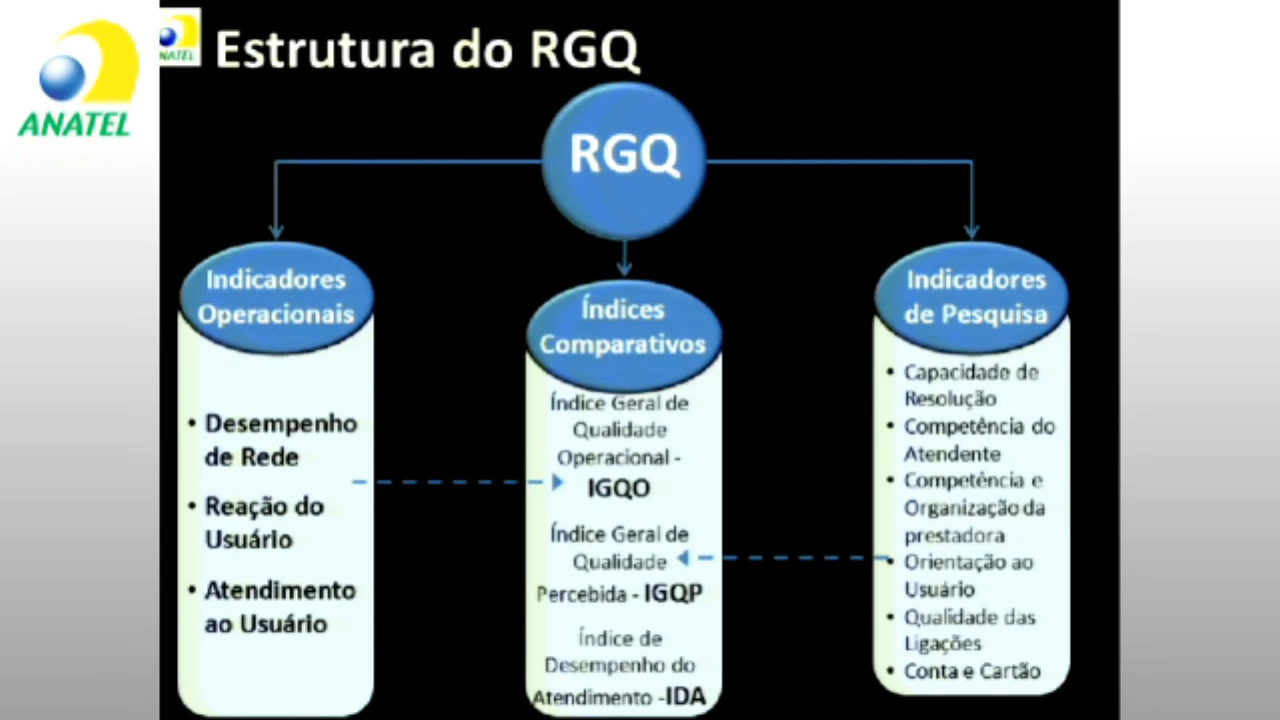 ANATEL
ANATEL
Estrutura do RGQ
RGQ
Indicadores
Operacionais
• Desempenho
de Rede
• Reação do
Usuário
• Atendimento
ao Usuário
Índices
Comparativos
Índice Geral de
Qualidade
Operacional -
IGQO
Índice Geral de
Qualidade
Percebida - IGQP
Índice de
Desempenho do
Atendimento -IDA
Indicadores
de Pesquisa
• Capacidade de
Resolução
• Competência do
Atendente
• Competência e
Organização da
prestadora
• Orientação ao
Usuário
• Qualidade das
Ligações
• Conta e Cartão